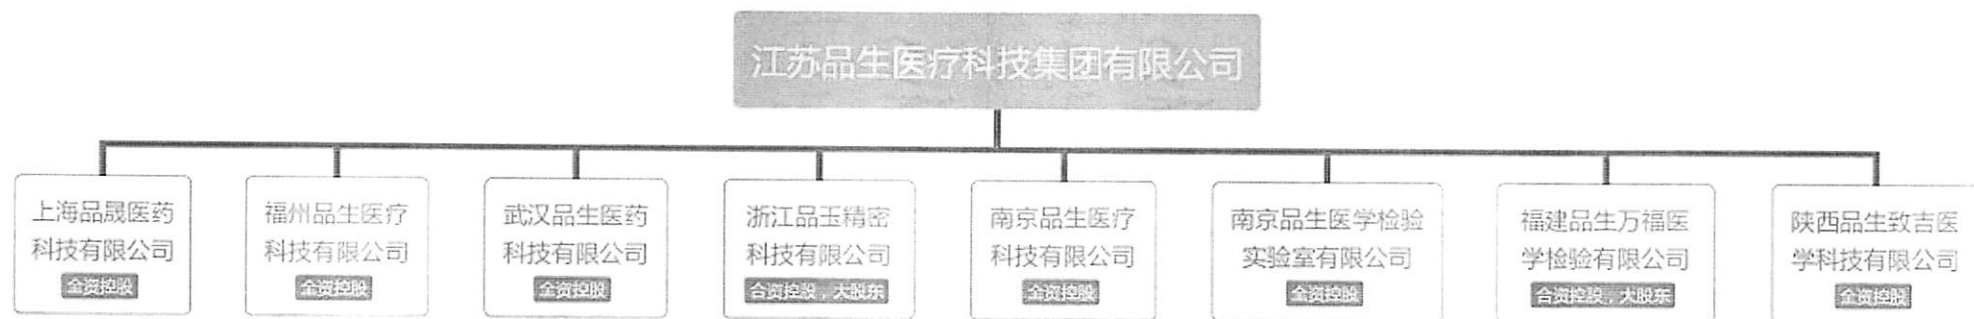 江苏品生医疗科技集团有限公司
上海品晟医药
科技有限公司
全资控股
福州品生医疗
科技有限公司
全资控股
武汉品生医药
科技有限公司
全资控股
浙江品玉精密
科技有限公司
合资控股，大股东
南京品生医疗
科技有限公司
全资控股
南京品生医学检验
实验室有限公司
全资控股
福建品生万福医
学检验有限公司
合资控股，大股东
陕西品生致吉医
学科技有限公司
全资控股